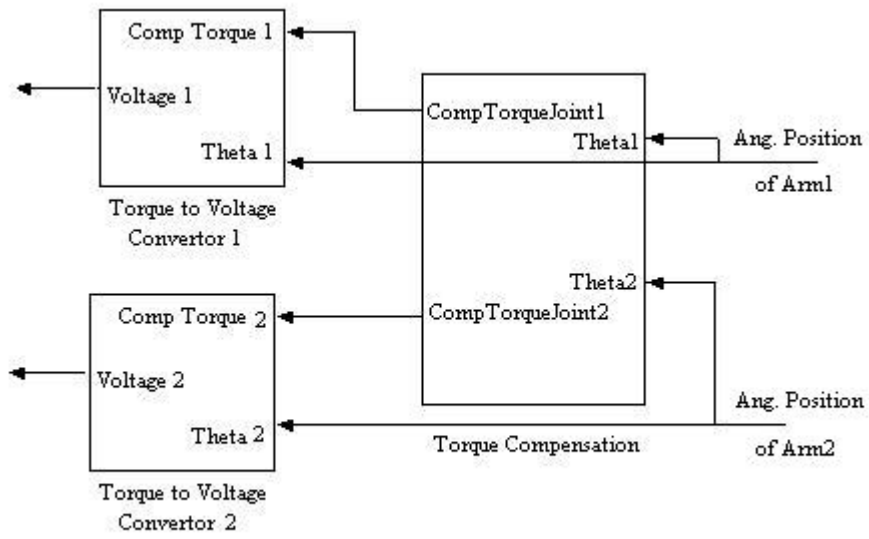 Comp Torque 1
Voltage 1
Theta 1
Torque to Voltage
Convertor 1
CompTorqueJoint1
Theta1
Ang. Position
of Arm1
Theta2
CompTorqueJoint2
Comp Torque 2
Voltage 2
Theta 2
Torque to Voltage
Convertor 2
Torque Compensation
Ang. Position
of Arm2